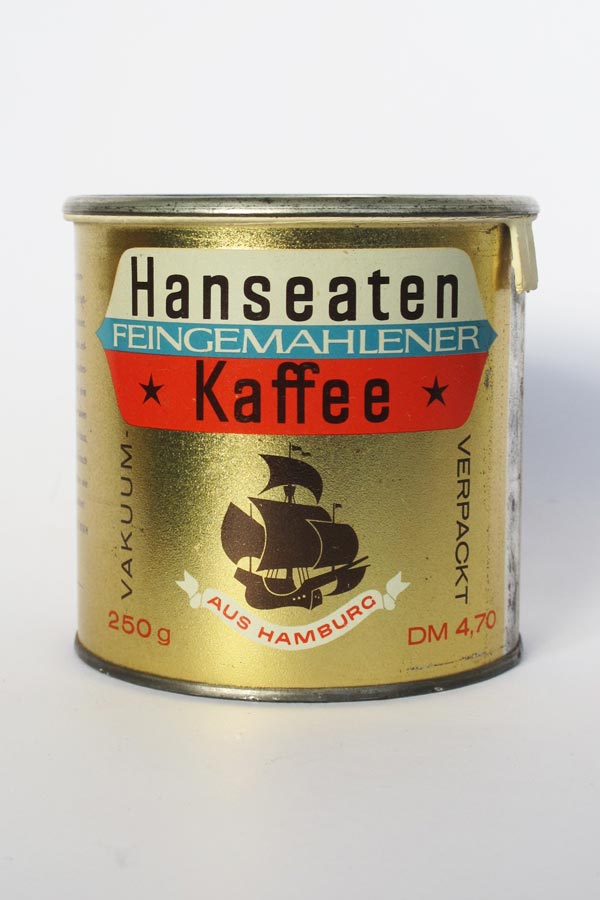 Hanseaten
FEINGEMAHLENER
Kaffee
VAKUUM-
VERPACKT
AUS HAMBURG
250 g
DM 4,70